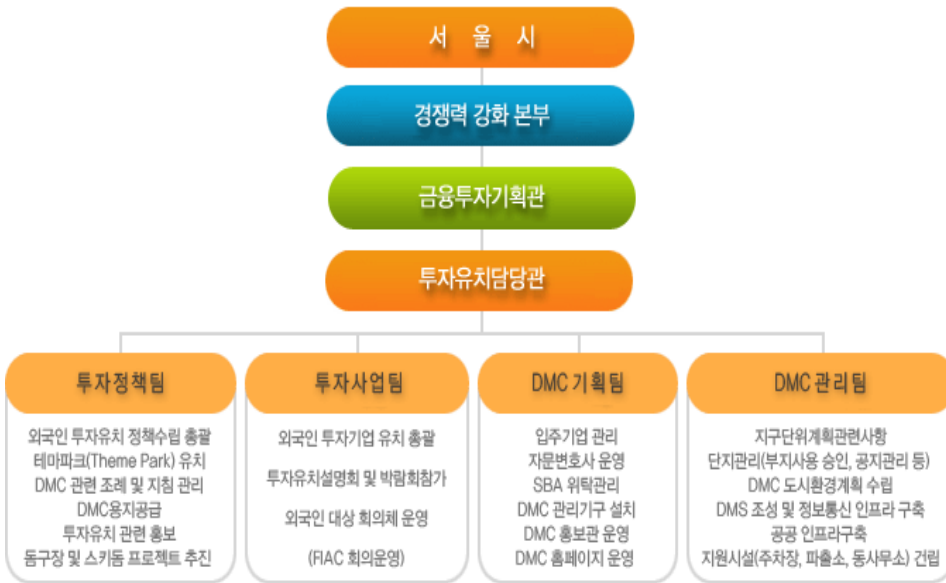 서 울 시
경쟁력 강화 본부
금융투자기획관
투자유치담당관
투자정책팀
외국인 투자유치 정책수립 총괄
테마파크(Theme Park) 유치
DMC 관련 조례 및 지침 관리
DMC용지공급
투자유치 관련 홍보
돔구장 및 스키돔 프로젝트 추진
투자사업팀
외국인 투자기업 유치 총괄
투자유치설명회 및 박람회참가
외국인 대상 회의체 운영
(FIAC 회의운영)
DMC 기획팀
입주기업 관리
자문변호사 운영
SBA 위탁관리
DMC 관리기구 설치
DMC 홍보관 운영
DMC 홈페이지 운영
DMC 관리팀
지구단위계획관련사항
단지관리(부지사용 승인, 공지관리 등)
DMC 도시환경계획 수립
DMS 조성 및 정보통신 인프라 구축
공공 인프라구축
지원시설(주차장, 파출소, 동사무소) 건립